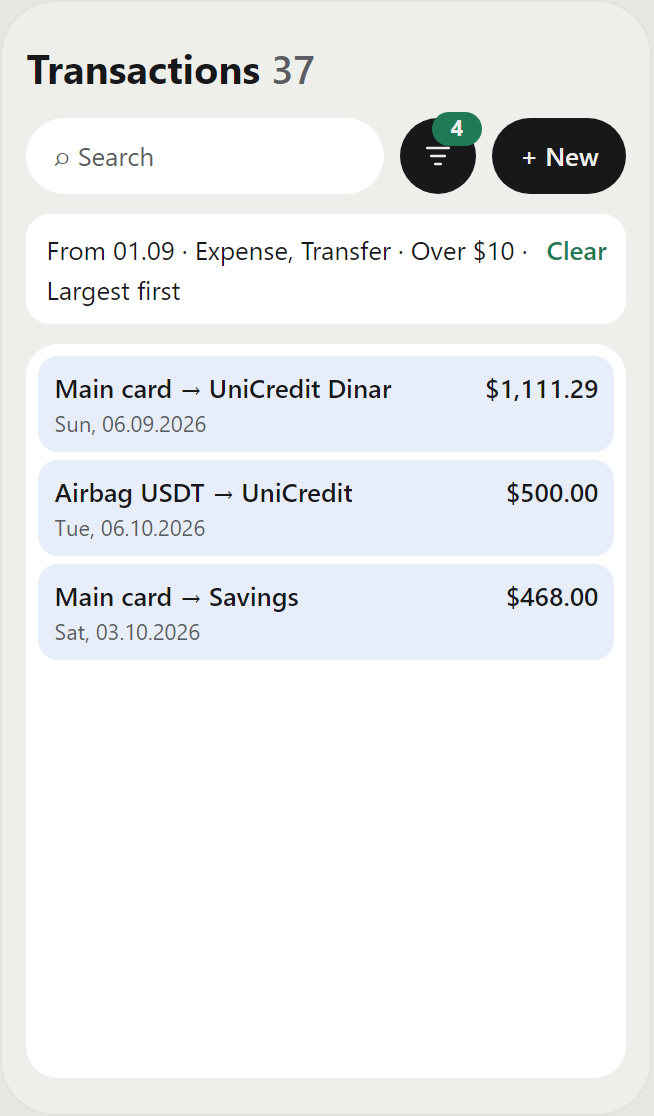 Transactions 37
⌕ Search
4
+ New
From 01.09 · Expense, Transfer · Over $10 ·
Largest first
Clear
Main card → UniCredit Dinar
$1,111.29
Sun, 06.09.2026
Airbag USDT → UniCredit
$500.00
Tue, 06.10.2026
Main card → Savings
$468.00
Sat, 03.10.2026